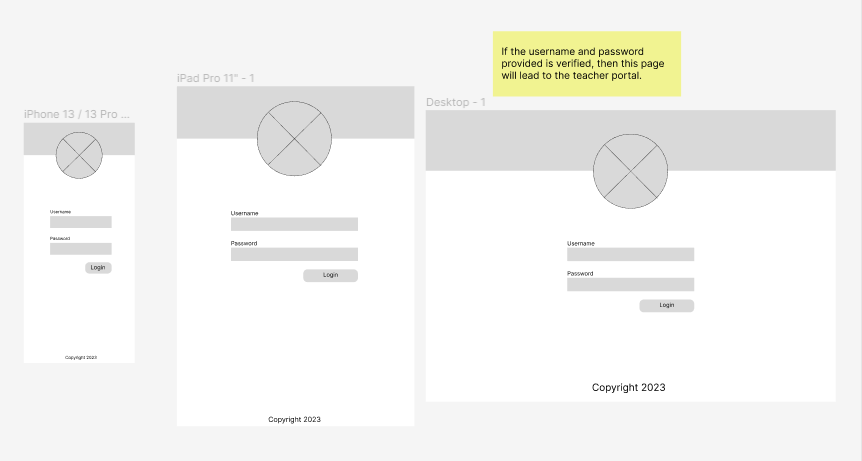 If the username and password
provided is verified, then this page
will lead to the teacher portal.
iPhone 13 / 13 Pro ...
Username
Password
Login
Copyright 2023
iPad Pro 11" - 1
Username
Password
Login
Copyright 2023
Desktop - 1
Username
Password
Login
Copyright 2023